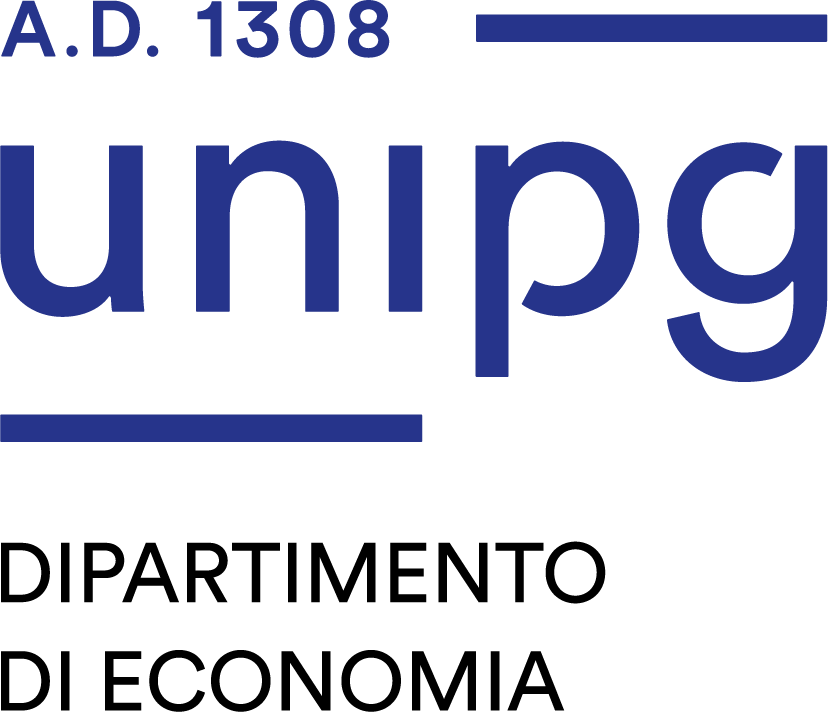 A.D. 1308
unipg
DIPARTIMENTO
DI ECONOMIA